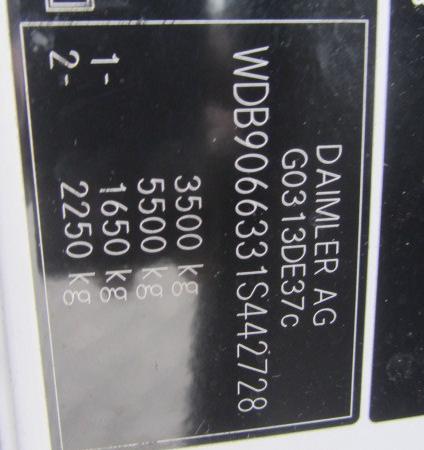 DAIMLER AG
G0313DE37c
WDB9066331S442728
3500 kg
5500 kg
1- 1650 kg
2- 2250 kg